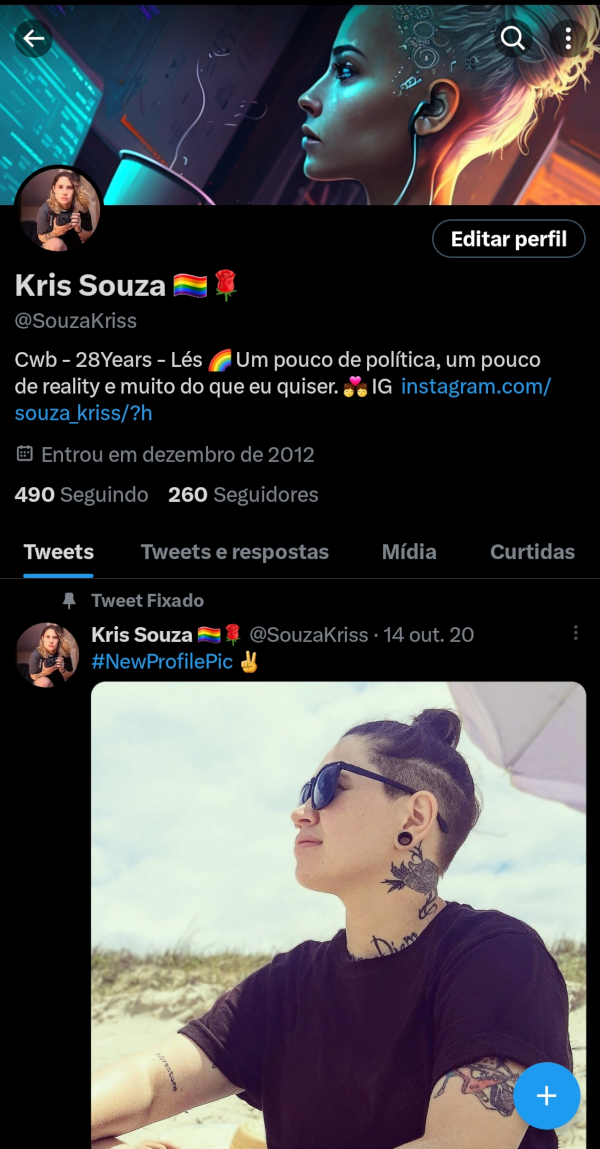 Editar perfil
Kris Souza 🏳️‍🌈🌹
@SouzaKriss
Cwb - 28Years - Lés 🌈 Um pouco de política, um pouco
de reality e muito do que eu quiser. 👩‍❤️‍💋‍👩 IG instagram.com/
souza_kriss/?h
Entrou em dezembro de 2012
490 Seguindo 260 Seguidores
Tweets Tweets e respostas Mídia Curtidas
Tweet Fixado
Kris Souza 🏳️‍🌈🌹 @SouzaKriss · 14 out. 20
#NewProfilePic ✌️
Diem
Adventure